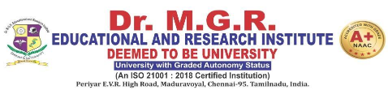 Dr. M.G.R.
EDUCATIONAL AND RESEARCH INSTITUTE
DEEMED TO BE UNIVERSITY
University with Graded Autonomy Status
(An ISO 21001 : 2018 Certified Institution)
Periyar E.V.R. High Road, Maduravoyal, Chennai-95. Tamilnadu, India.
A+
NAAC